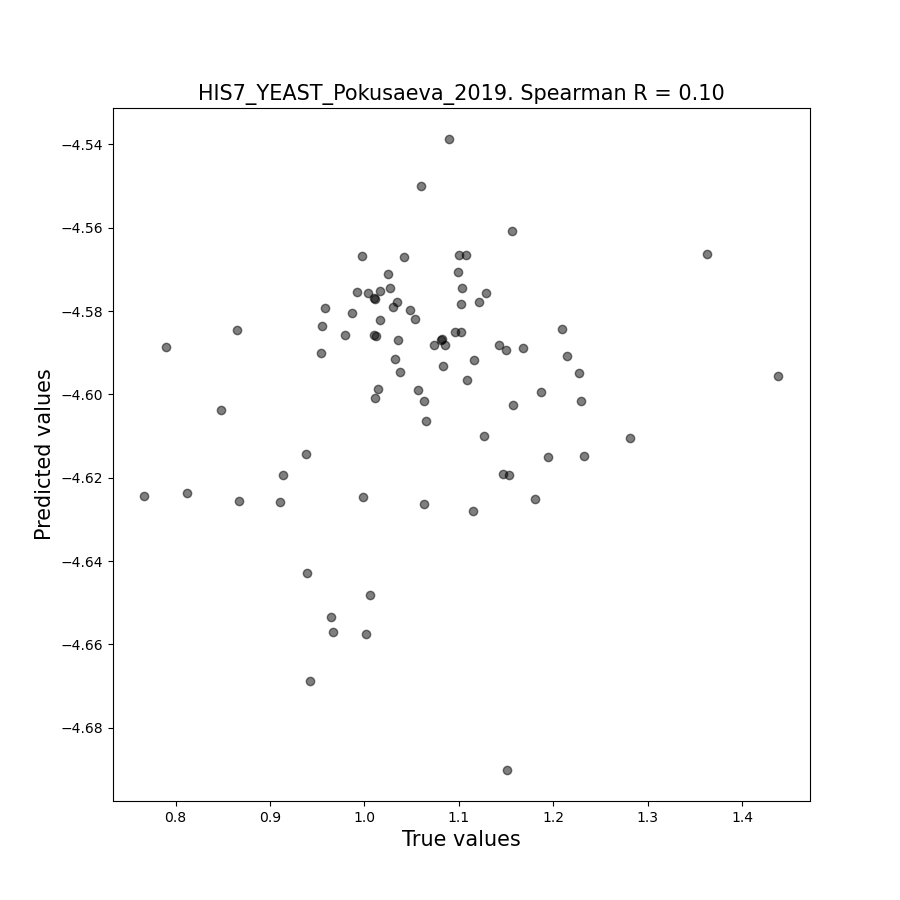 HIS7_YEAST_Pokusaeva_2019. Spearman R = 0.10
−4.54
−4.56
−4.58
−4.60
−4.62
−4.64
−4.66
−4.68
Predicted values
0.8 0.9 1.0 1.1 1.2 1.3 1.4
True values